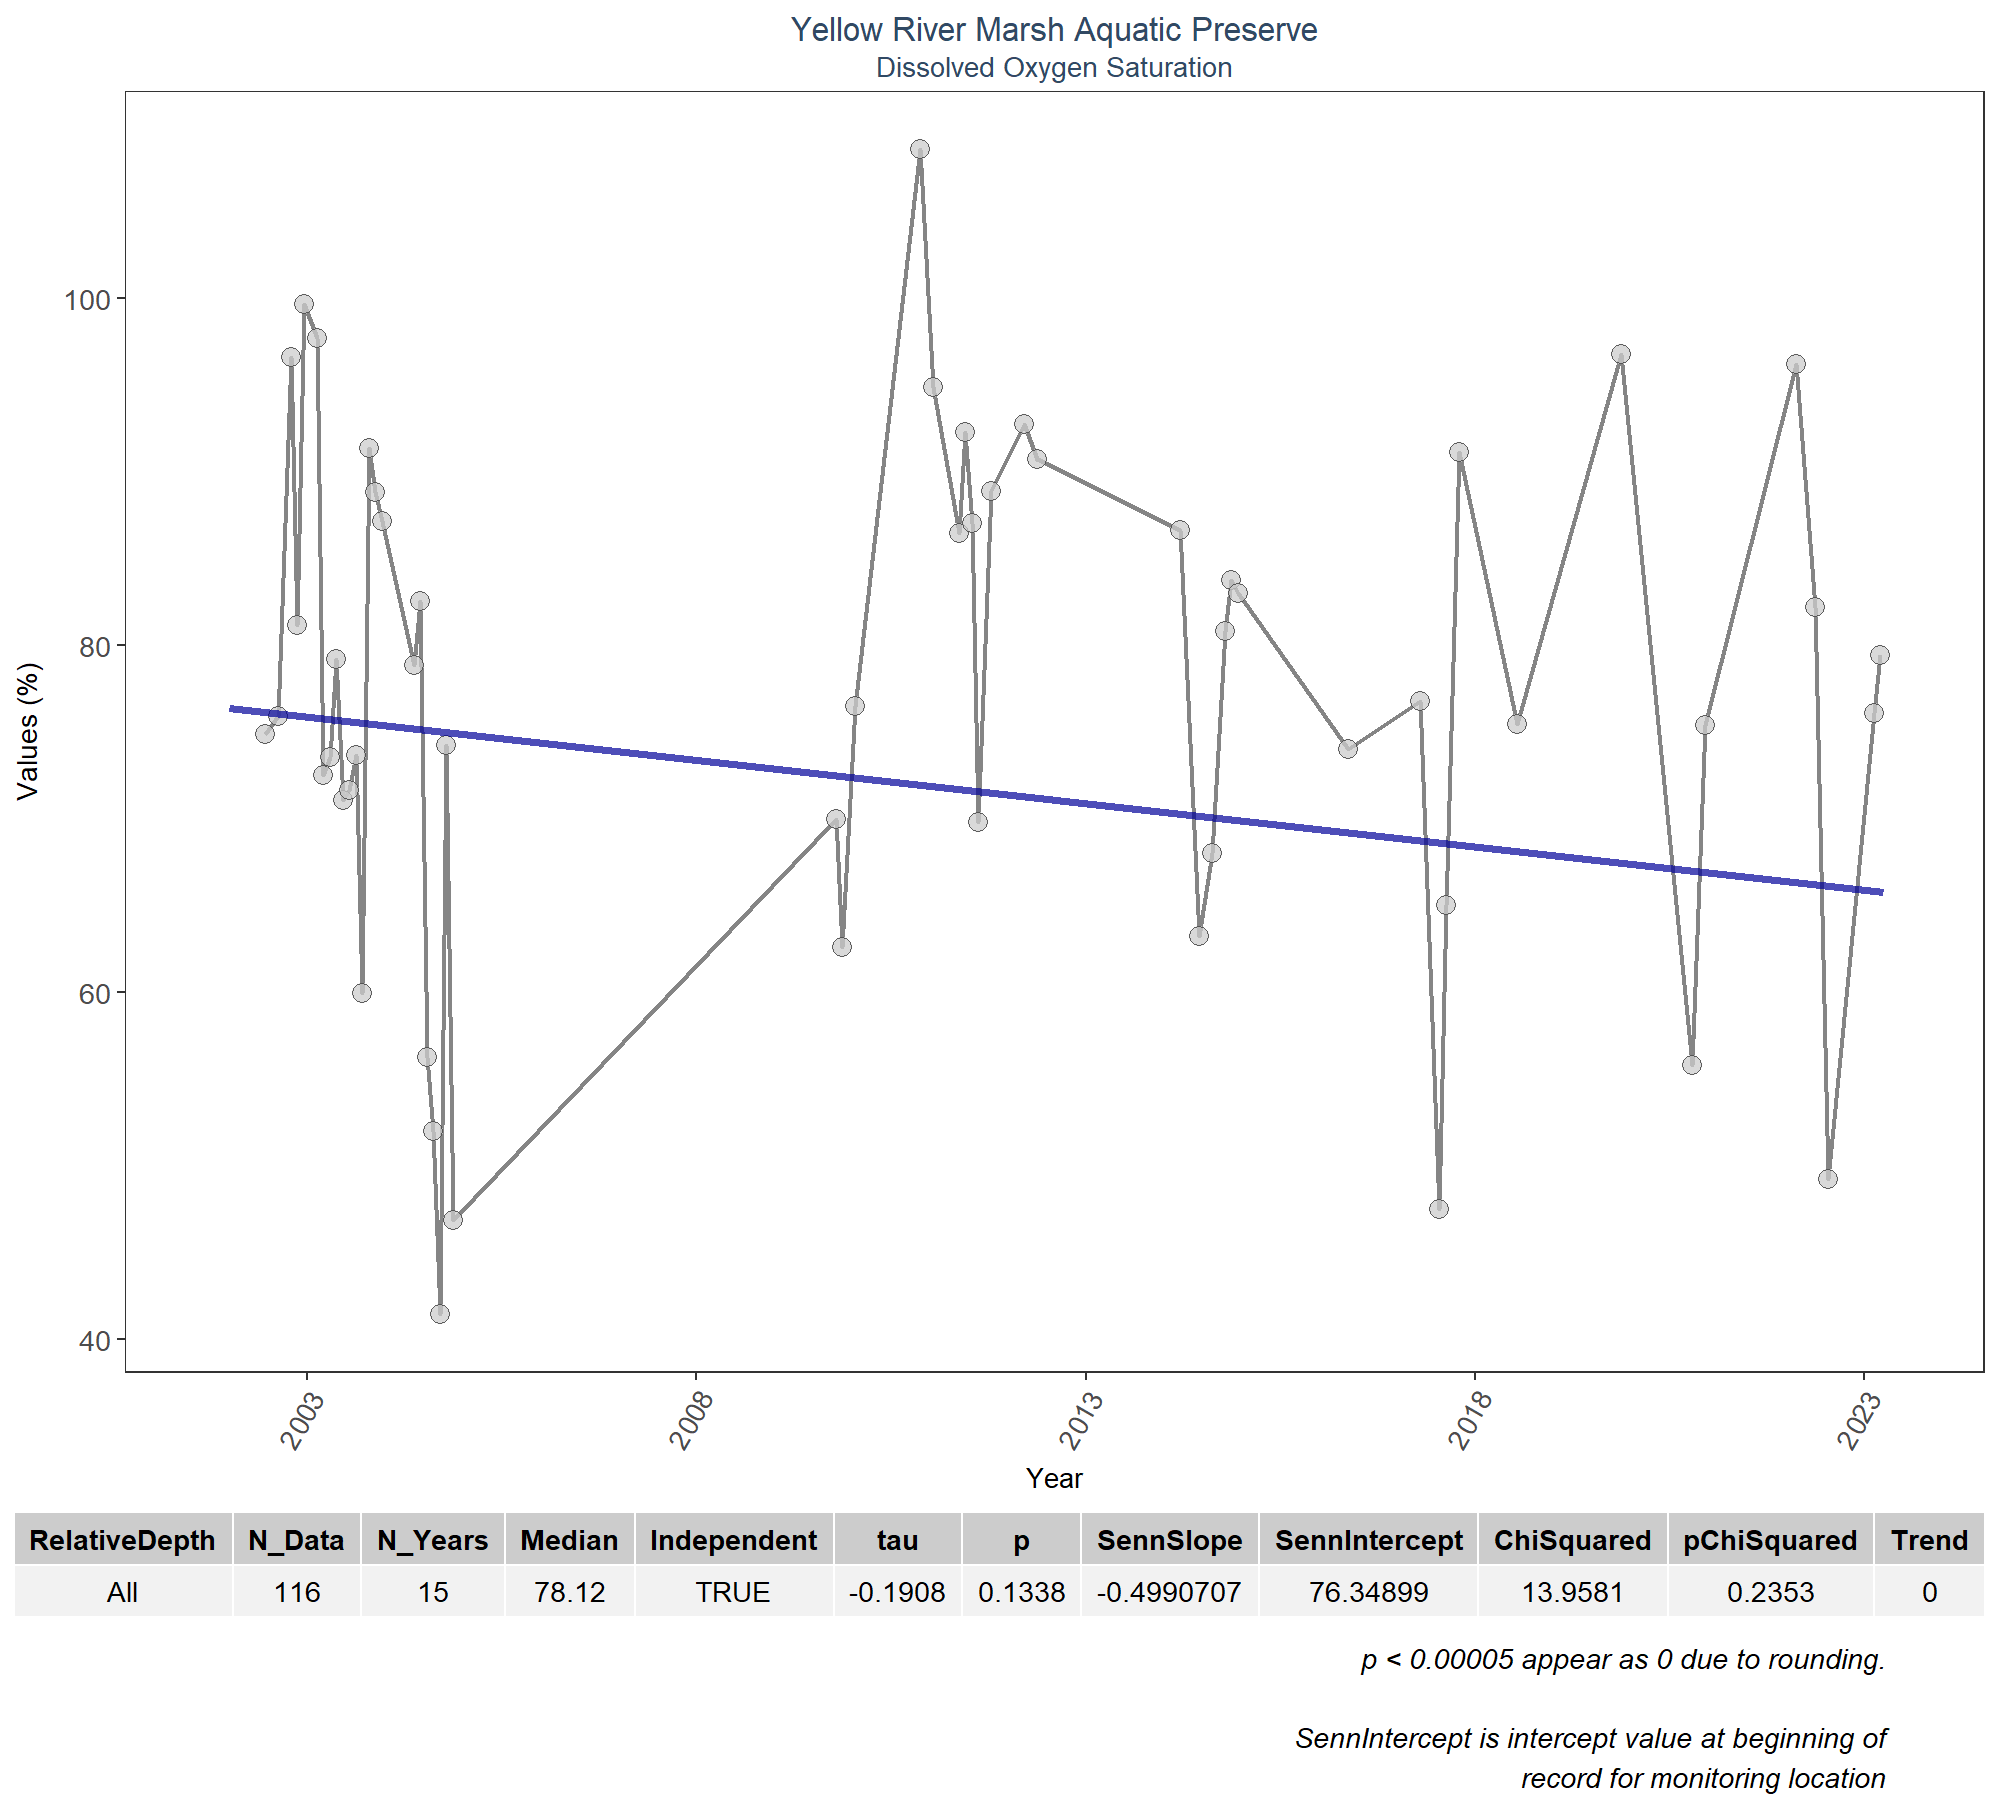 Yellow River Marsh Aquatic Preserve
Dissolved Oxygen Saturation
Values (%)
100
80
60
40
2003
2008
2013
2018
2023
Year
RelativeDepth N_Data N_Years Median Independent tau p SennSlope SennIntercept ChiSquared pChiSquared Trend
All 116 15 78.12 TRUE -0.1908 0.1338 -0.4990707 76.34899 13.9581 0.2353 0
p < 0.00005 appear as 0 due to rounding.
SennIntercept is intercept value at beginning of
record for monitoring location